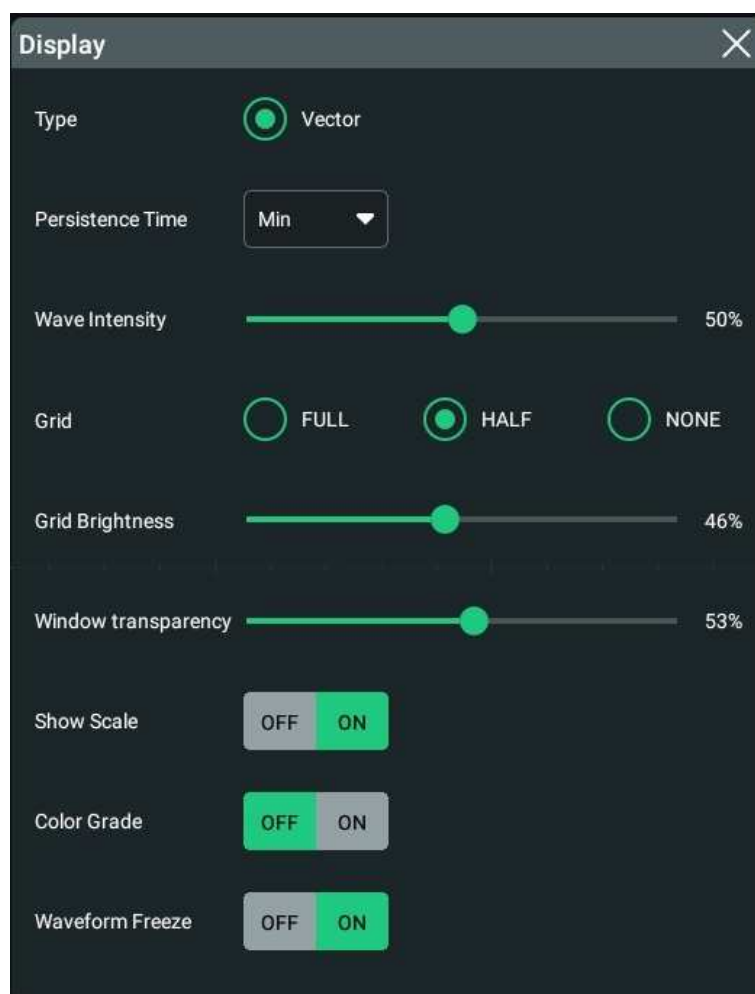 Display
Type Vector
Persistence Time Min
Wave Intensity 50%
Grid FULL HALF NONE
Grid Brightness 46%
Window transparency 53%
Show Scale OFF ON
Color Grade OFF ON
Waveform Freeze OFF ON